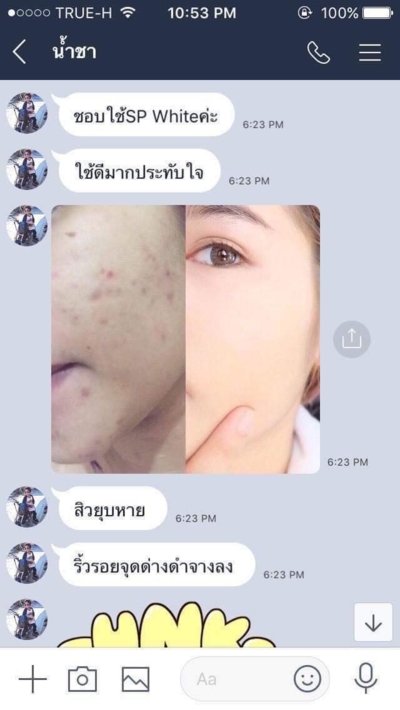 TRUE-H 10:53 PM 100%
น้ำชา
ชอบใช้SP Whiteค่ะ
6:23 PM
ใช้ดีมากประทับใจ
6:23 PM
6:23 PM
สิวยุบหาย
6:23 PM
ริ้วรอยจุดด่างดำจางลง
6:23 PM
Aa